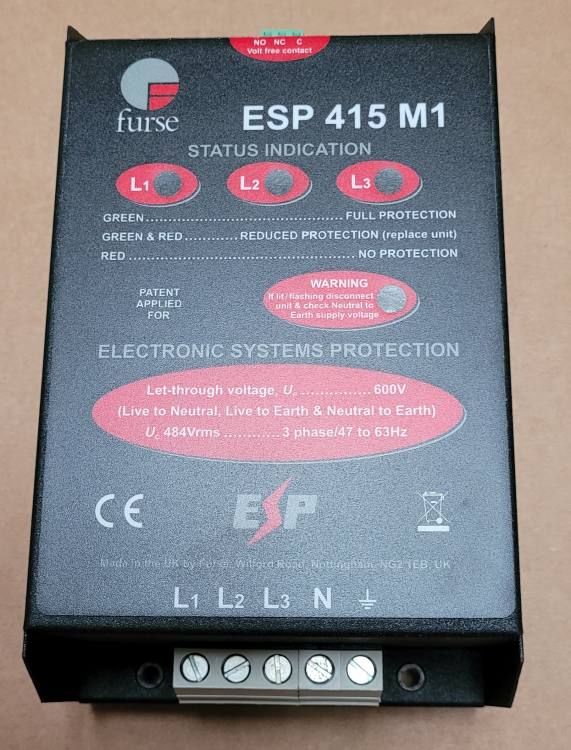 NO NC C
Volt free contact
furse
ESP 415 M1
STATUS INDICATION
L1 L2 L3
GREEN..............................................FULL PROTECTION
GREEN & RED............REDUCED PROTECTION (replace unit)
RED....................................................NO PROTECTION
PATENT
APPLIED
FOR
WARNING
If lit/flashing disconnect
unit & check Neutral to
Earth supply voltage
ELECTRONIC SYSTEMS PROTECTION
Let-through voltage, Up................600V
(Live to Neutral, Live to Earth & Neutral to Earth)
Uc 484Vrms............3 phase/47 to 63Hz
CE
ESP
Made in the UK by Furse, Wilford Road, Nottingham, NG2 1EB, UK
L1 L2 L3 N